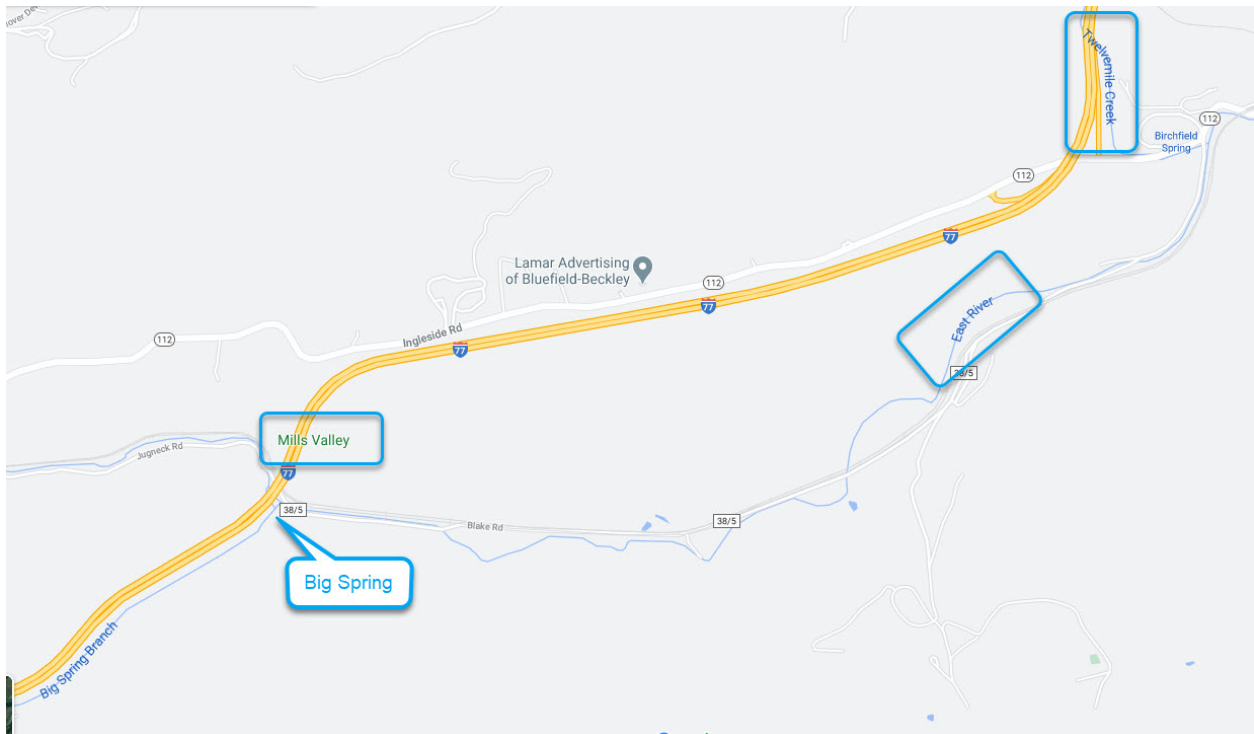 Twelvemile Creek
112
Birchfield
Spring
112
77
Lamar Advertising
of Bluefield-Beckley
112
77
East River
Ingleside Rd
112
77
38/5
Mills Valley
Jugneck Rd
77
38/5
Blake Rd
38/5
Big Spring
Big Spring Branch